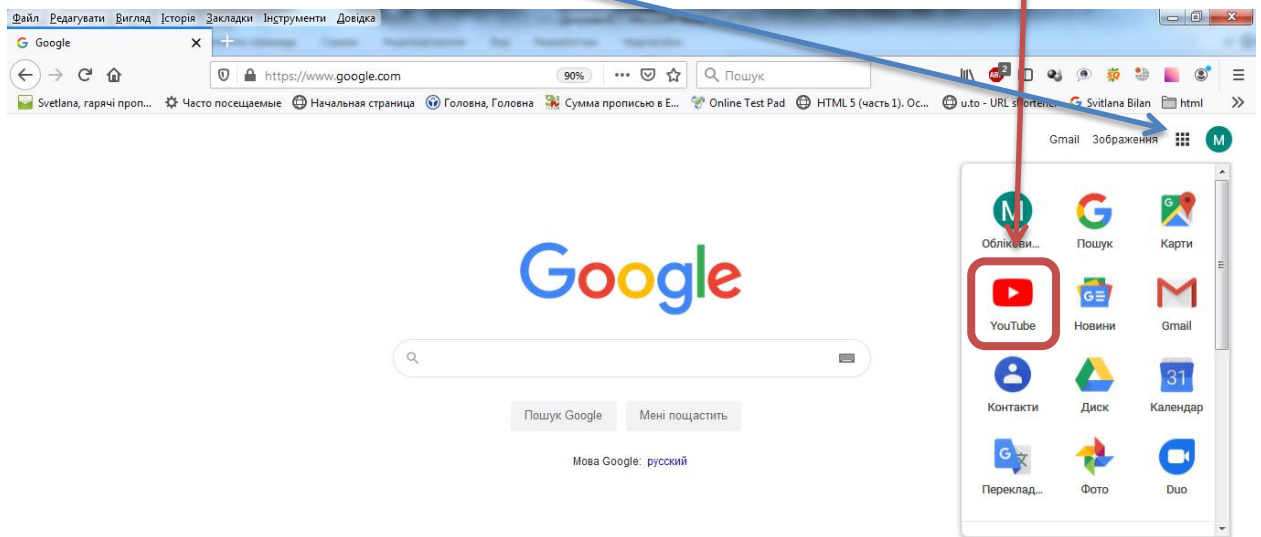 Файл Редагувати Вигляд Історія Закладки Інструменти Довідка
Google
https://www.google.com 90% Пошук
Svetlana, гарячі проп... Часто посещаемые Начальная страница Головна, Головна Сумма прописью в E... Online Test Pad HTML 5 (часть 1). Ос... u.to - URL shortener Svitlana Bilan html
Gmail Зображення M
Обліков... Пошук Карти
YouTube Новини Gmail
Google
Контакти Диск 31 Календар
Пошук Google Мені пощастить
Мова Google: русский
Переклад... Фото Duo